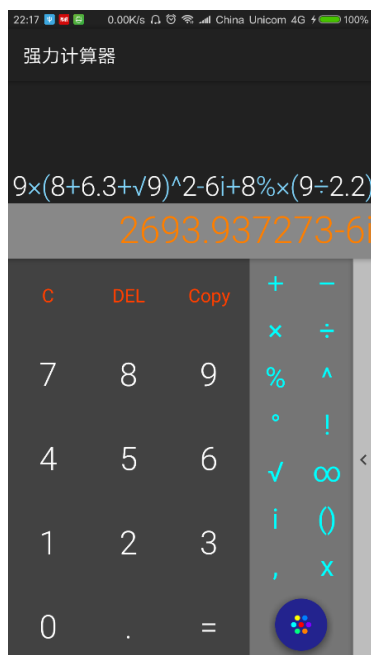 22:17 0.00K/s China Unicom 4G 100%
强力计算器
9×(8+6.3+√9)^2-6i+8%×(9÷2.2)
2693.937273-6i
C DEL Copy + −
× ÷
7 8 9 % ^
° !
4 5 6 √ ∞
i ()
1 2 3 , x
0 . =